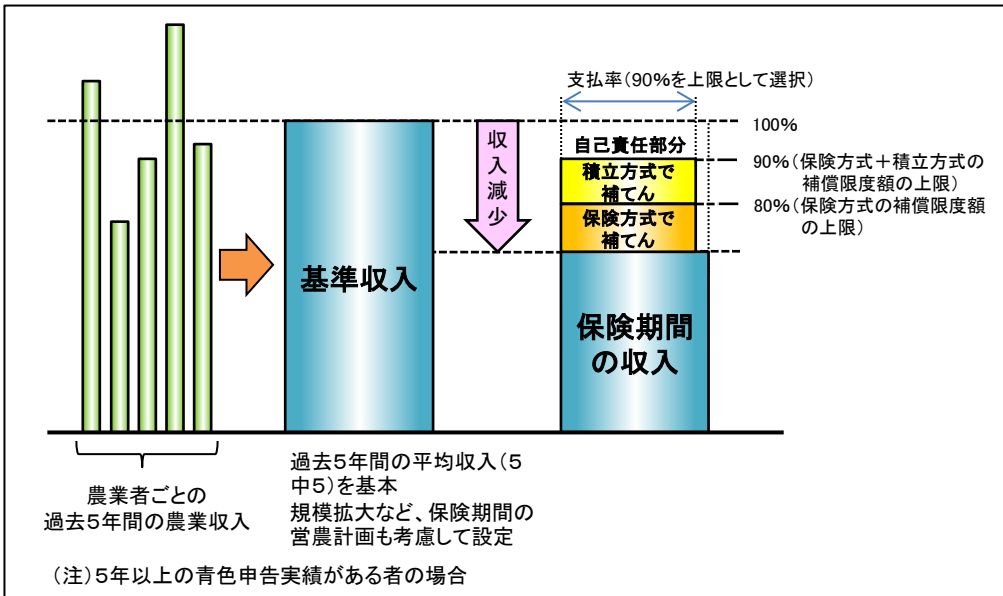 支払率(90%を上限として選択)
100%
自己責任部分
90%(保険方式+積立方式の
補償限度額の上限)
積立方式で
補てん
80%(保険方式の補償限度額
の上限)
保険方式で
補てん
収入減少
基準収入
保険期間
の収入
農業者ごとの
過去5年間の農業収入
過去5年間の平均収入(5
中5)を基本
規模拡大など、保険期間の
営農計画も考慮して設定
(注)5年以上の青色申告実績がある者の場合